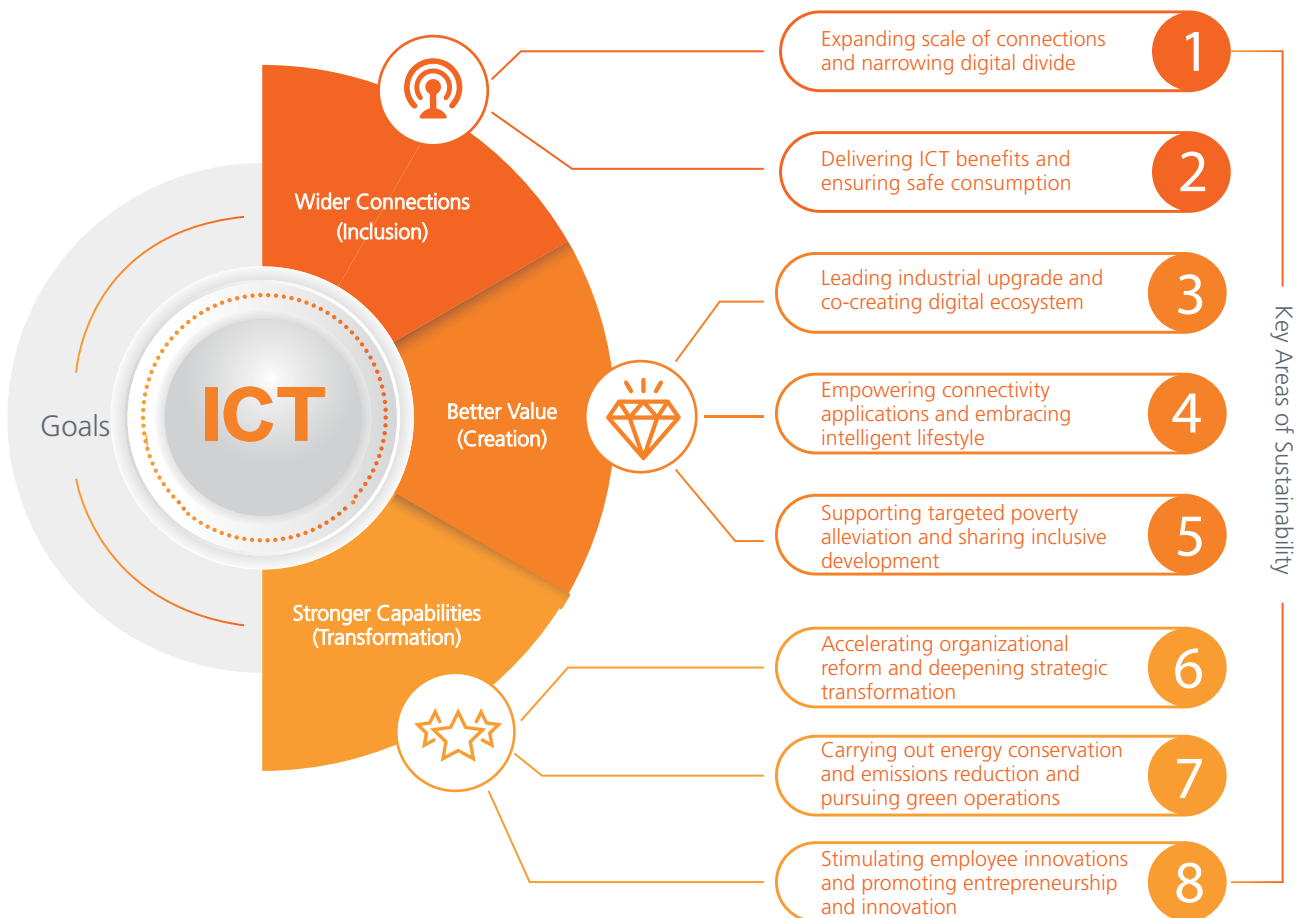 Goals
ICT
Wider Connections
(Inclusion)
Better Value
(Creation)
Stronger Capabilities
(Transformation)
Expanding scale of connections
and narrowing digital divide
1
Delivering ICT benefits and
ensuring safe consumption
2
Leading industrial upgrade and
co-creating digital ecosystem
3
Empowering connectivity
applications and embracing
intelligent lifestyle
4
Supporting targeted poverty
alleviation and sharing inclusive
development
5
Accelerating organizational
reform and deepening strategic
transformation
6
Carrying out energy conservation
and emissions reduction and
pursuing green operations
7
Stimulating employee innovations
and promoting entrepreneurship
and innovation
8
Key Areas of Sustainability